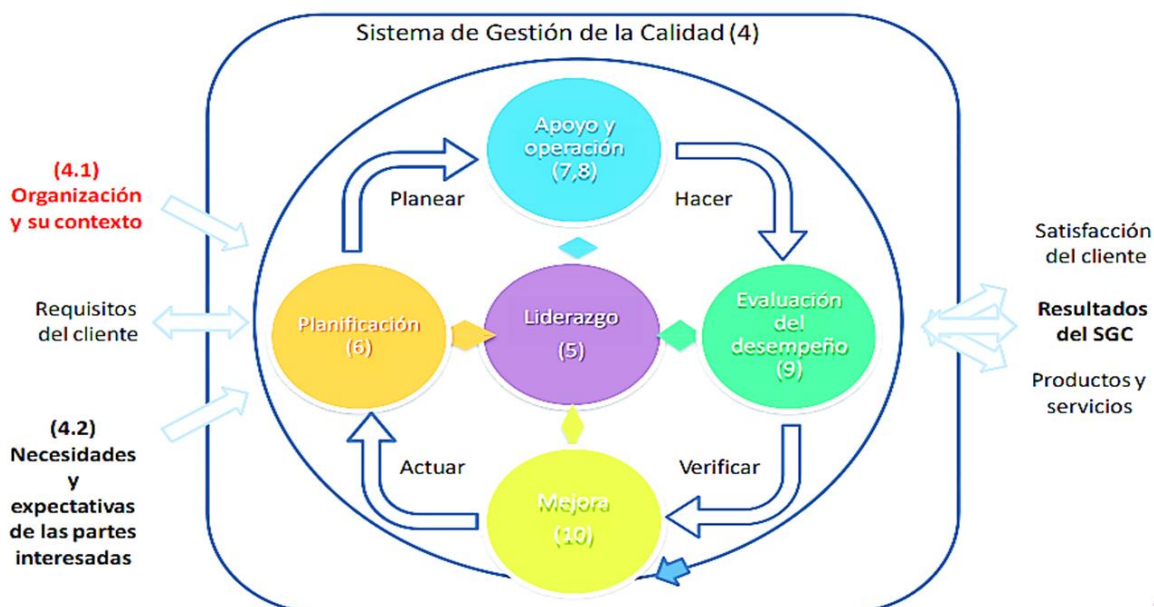 Sistema de Gestión de la Calidad (4)
Apoyo y
operación
(7,8)
Planear
Hacer
(4.1)
Organización
y su contexto
Requisitos
del cliente
(4.2)
Necesidades
y
expectativas
de las partes
interesadas
Planificación
(6)
Liderazgo
(5)
Evaluación
del
desempeño
(9)
Actuar
Verificar
Mejora
(10)
Satisfacción
del cliente
Resultados
del SGC
Productos y
servicios